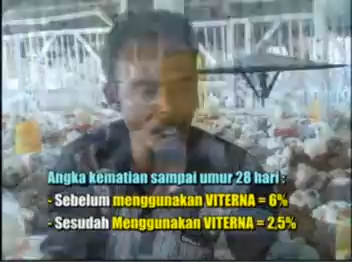 Angka kematian sampai umur 28 hari :
- Sebelum menggunakan VITERNA = 6%
- Sesudah Menggunakan VITERNA = 2,5%